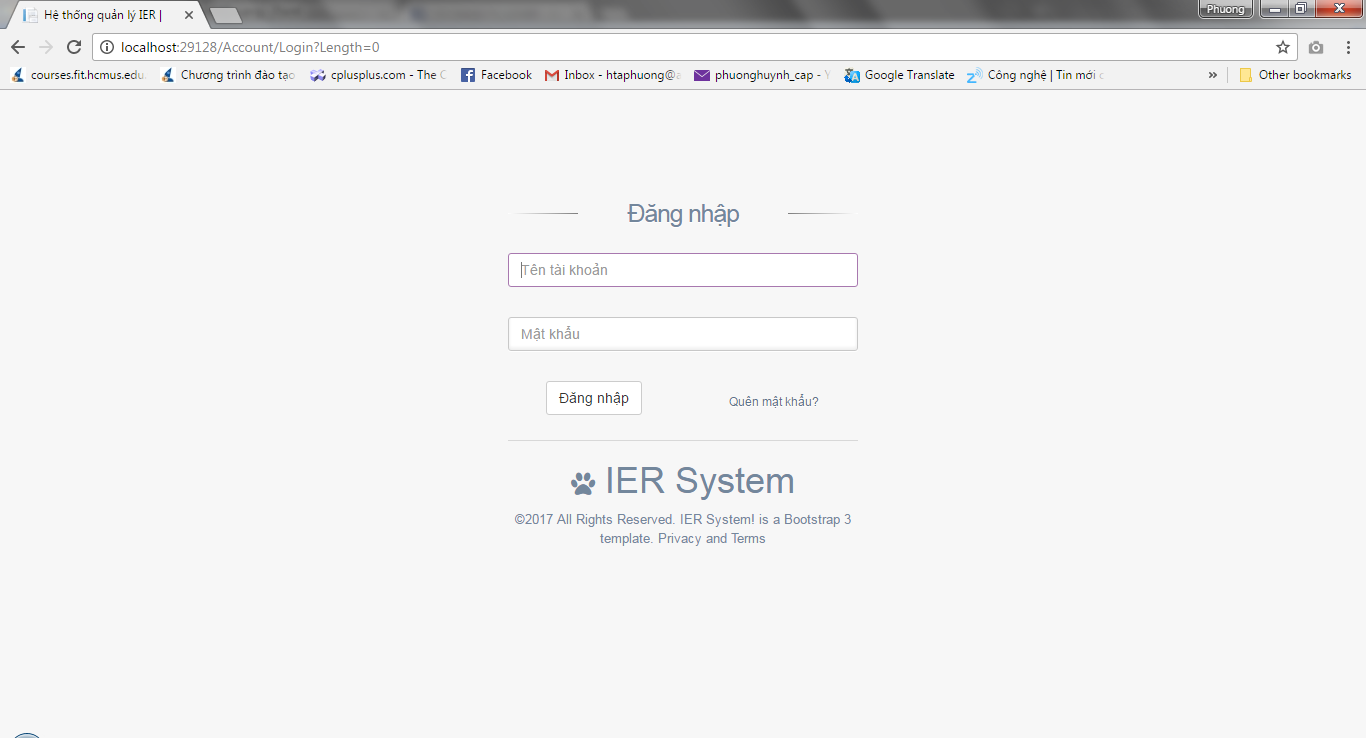 Hệ thống quản lý IER |
Phuong
localhost:29128/Account/Login?Length=0
courses.fit.hcmus.edu. Chương trình đào tạo cplusplus.com - The C Facebook Inbox - htaphuong@a phuonghuynh_cap - Y Google Translate Công nghệ | Tin mới c » Other bookmarks
Đăng nhập
Tên tài khoản
Mật khẩu
Đăng nhập Quên mật khẩu?
IER System
©2017 All Rights Reserved. IER System! is a Bootstrap 3
template. Privacy and Terms